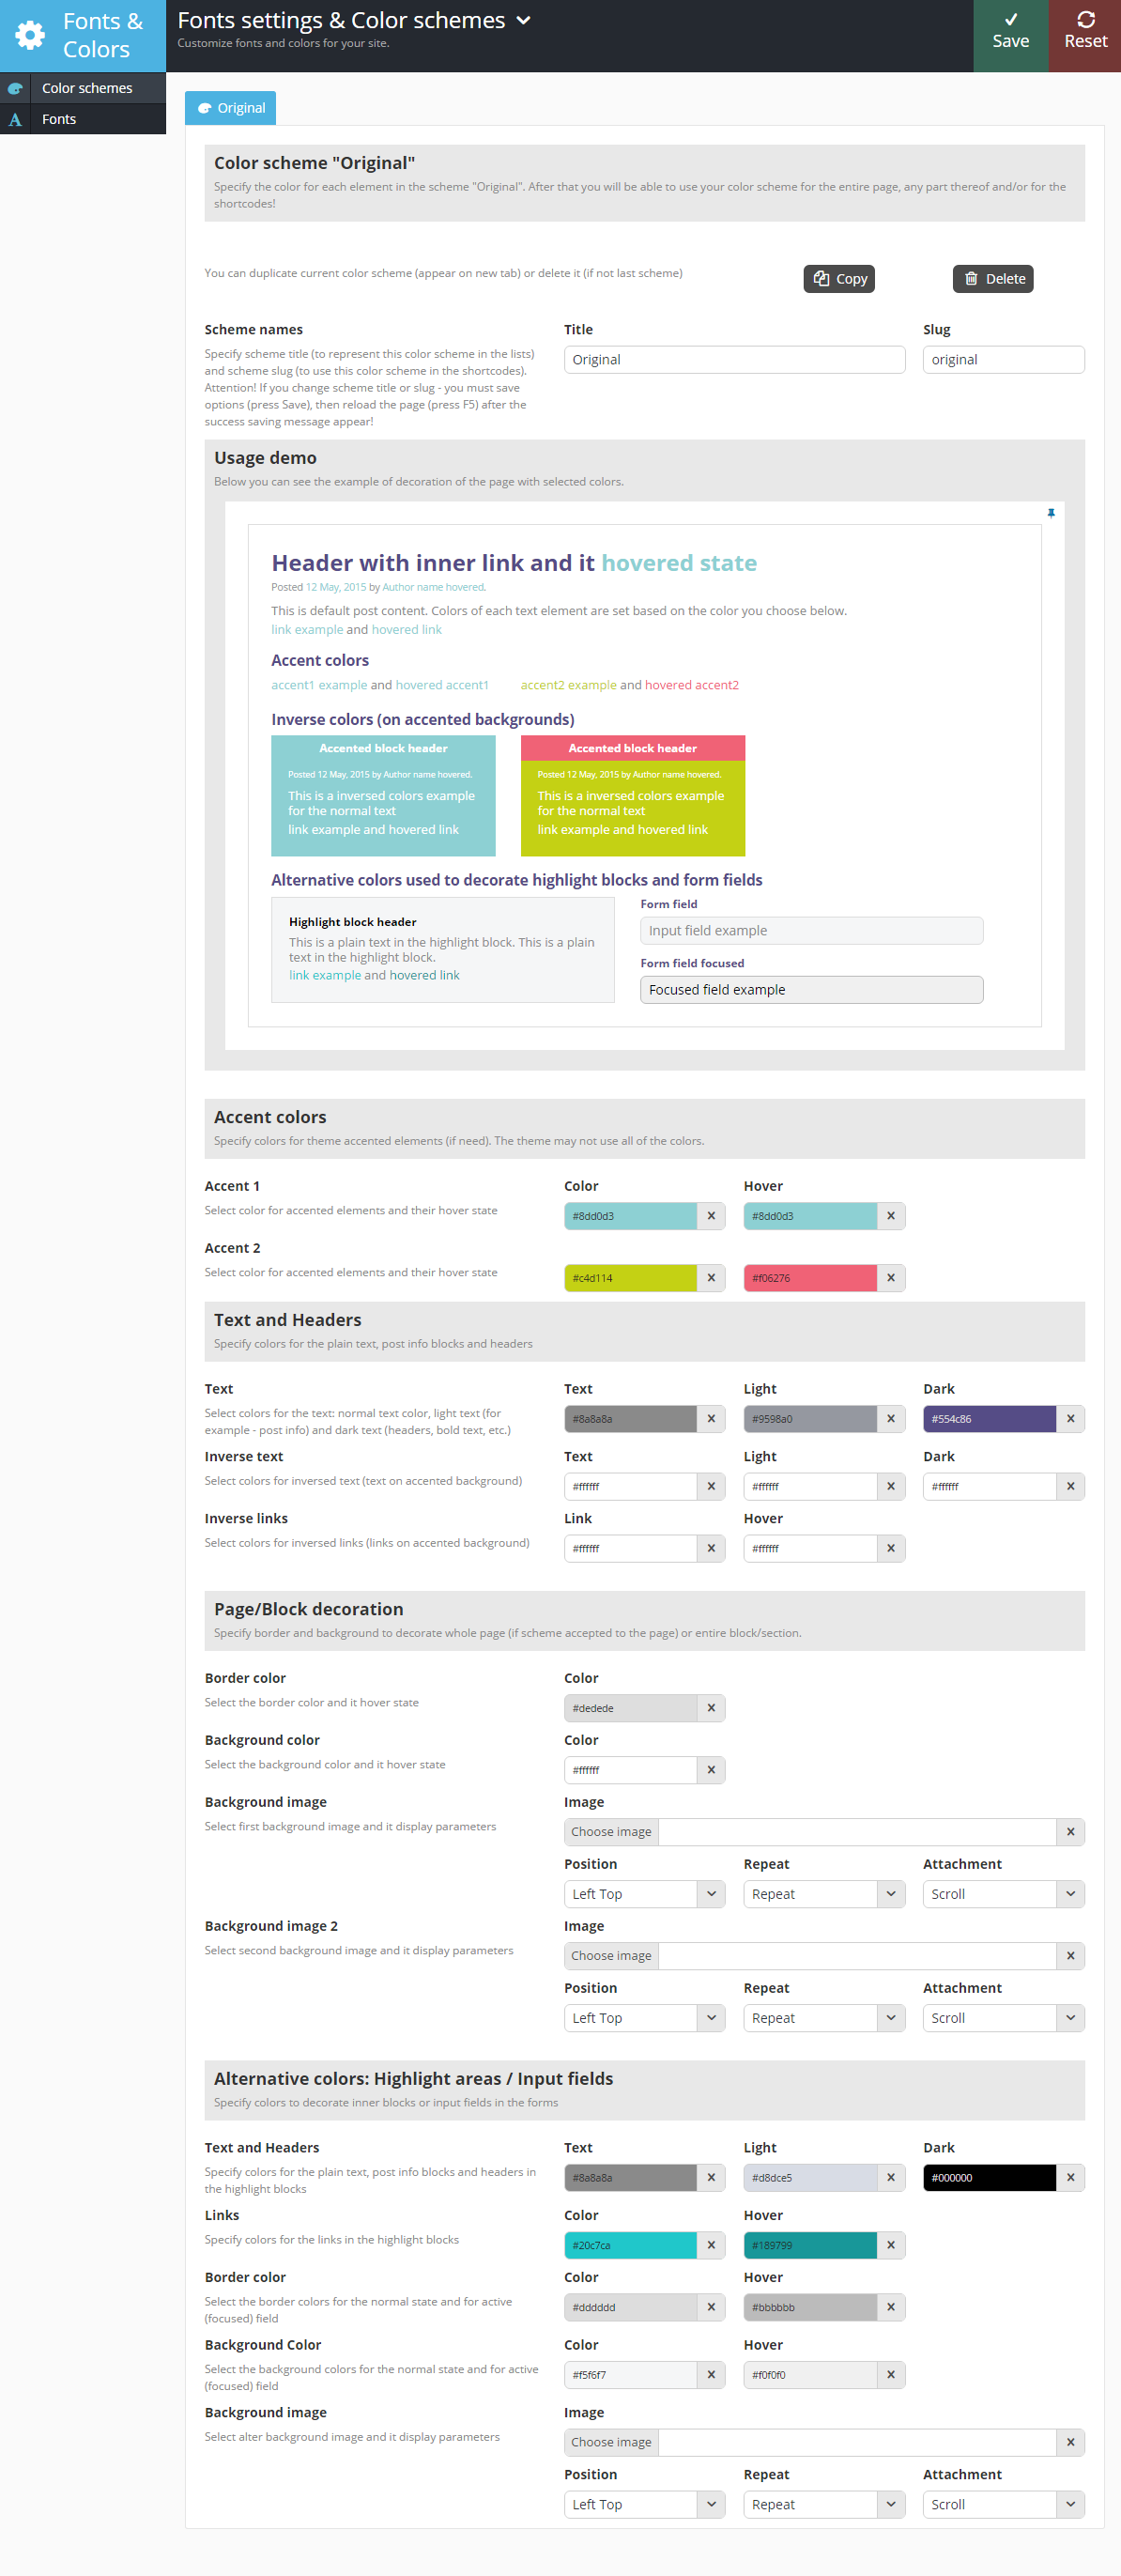 Fonts &
Colors
Fonts settings & Color schemes
Customize fonts and colors for your site.
Save
Reset
Color schemes
Fonts
Original
Color scheme "Original"
Specify the color for each element in the scheme "Original". After that you will be able to use your color scheme for the entire page, any part thereof and/or for the
shortcodes!
You can duplicate current color scheme (appear on new tab) or delete it (if not last scheme)
Copy
Delete
Scheme names
Title
Slug
Specify scheme title (to represent this color scheme in the lists)
and scheme slug (to use this color scheme in the shortcodes).
Attention! If you change scheme title or slug - you must save
options (press Save), then reload the page (press F5) after the
success saving message appear!
Original
original
Usage demo
Below you can see the example of decoration of the page with selected colors.
Header with inner link and it hovered state
Posted 12 May, 2015 by Author name hovered.
This is default post content. Colors of each text element are set based on the color you choose below.
link example and hovered link
Accent colors
accent1 example and hovered accent1
accent2 example and hovered accent2
Inverse colors (on accented backgrounds)
Accented block header
Posted 12 May, 2015 by Author name hovered.
This is a inversed colors example
for the normal text
link example and hovered link
Accented block header
Posted 12 May, 2015 by Author name hovered.
This is a inversed colors example
for the normal text
link example and hovered link
Alternative colors used to decorate highlight blocks and form fields
Highlight block header
This is a plain text in the highlight block. This is a plain
text in the highlight block.
link example and hovered link
Form field
Input field example
Form field focused
Focused field example
Accent colors
Specify colors for theme accented elements (if need). The theme may not use all of the colors.
Accent 1
Color
Hover
Select color for accented elements and their hover state
#8dd0d3
#8dd0d3
Accent 2
Select color for accented elements and their hover state
#c4d114
#f06276
Text and Headers
Specify colors for the plain text, post info blocks and headers
Text
Text
Light
Dark
Select colors for the text: normal text color, light text (for
example - post info) and dark text (headers, bold text, etc.)
#8a8a8a
#9598a0
#554c86
Inverse text
Text
Light
Dark
Select colors for inversed text (text on accented background)
#ffffff
#ffffff
#ffffff
Inverse links
Link
Hover
Select colors for inversed links (links on accented background)
#ffffff
#ffffff
Page/Block decoration
Specify border and background to decorate whole page (if scheme accepted to the page) or entire block/section.
Border color
Color
Select the border color and it hover state
#dedede
Background color
Color
Select the background color and it hover state
#ffffff
Background image
Image
Select first background image and it display parameters
Choose image
Position
Repeat
Attachment
Left Top
Repeat
Scroll
Background image 2
Image
Select second background image and it display parameters
Choose image
Position
Repeat
Attachment
Left Top
Repeat
Scroll
Alternative colors: Highlight areas / Input fields
Specify colors to decorate inner blocks or input fields in the forms
Text and Headers
Text
Light
Dark
Specify colors for the plain text, post info blocks and headers in
the highlight blocks
#8a8a8a
#d8dce5
#000000
Links
Color
Hover
Specify colors for the links in the highlight blocks
#20c7ca
#189799
Border color
Color
Hover
Select the border colors for the normal state and for active
(focused) field
#dddddd
#bbbbbb
Background Color
Color
Hover
Select the background colors for the normal state and for active
(focused) field
#f5f6f7
#f0f0f0
Background image
Image
Select alter background image and it display parameters
Choose image
Position
Repeat
Attachment
Left Top
Repeat
Scroll